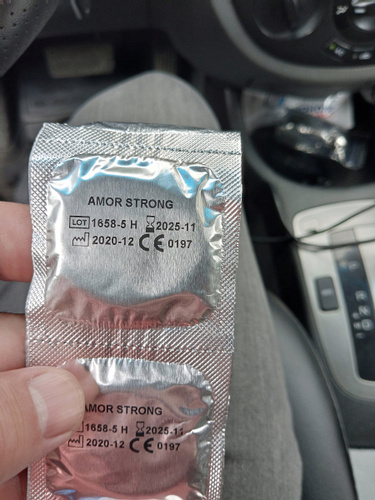 AMOR STRONG
LOT 1658-5 H 2025-11
2020-12 CE 0197
AMOR STRONG
1658-5 H 2025-11
2020-12 CE 0197